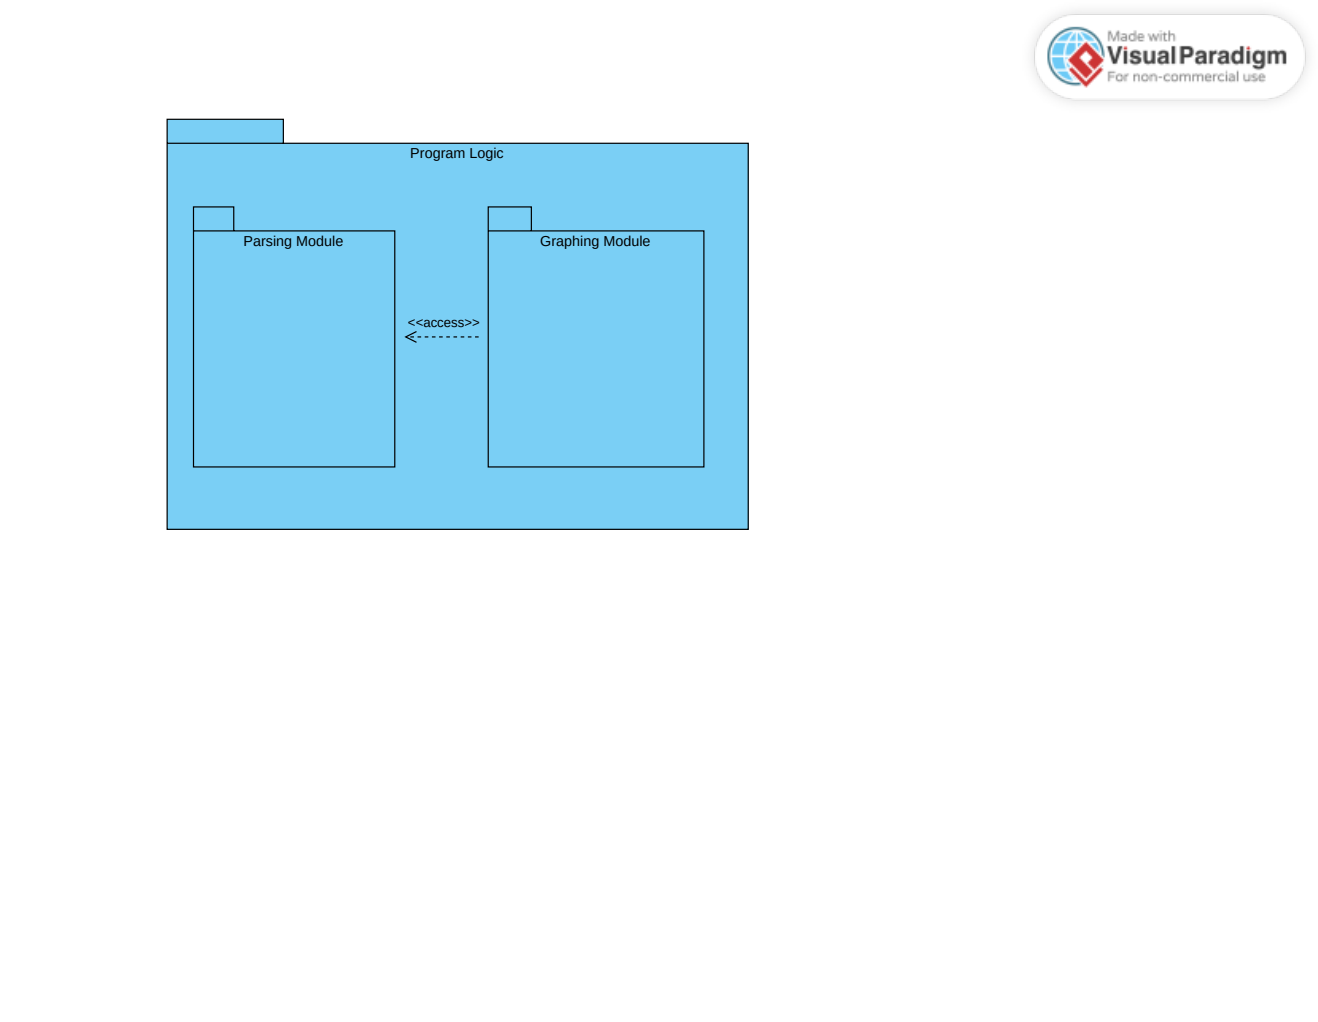 Made with
Visual Paradigm
For non-commercial use
Program Logic
Parsing Module
Graphing Module
<<access>>